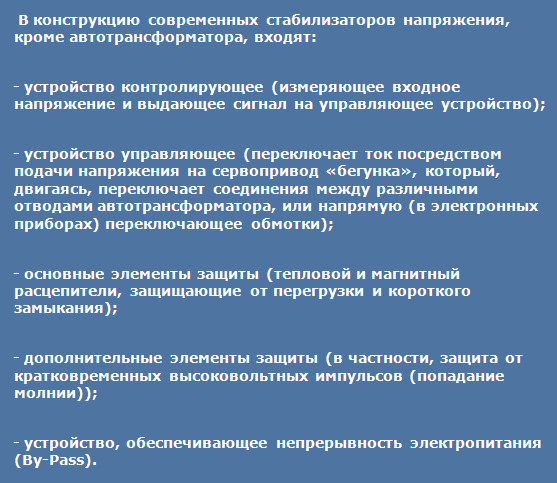 В конструкцию современных стабилизаторов напряжения,
кроме автотрансформатора, входят:
- устройство контролирующее (измеряющее входное
напряжение и выдающее сигнал на управляющее устройство);
- устройство управляющее (переключает ток посредством
подачи напряжения на сервопривод «бегунка», который,
двигаясь, переключает соединения между различными
отводами автотрансформатора, или напрямую (в электронных
приборах) переключающее обмотки);
- основные элементы защиты (тепловой и магнитный
расцепители, защищающие от перегрузки и короткого
замыкания);
- дополнительные элементы защиты (в частности, защита от
кратковременных высоковольтных импульсов (попадание
молнии));
- устройство, обеспечивающее непрерывность электропитания
(By-Pass).